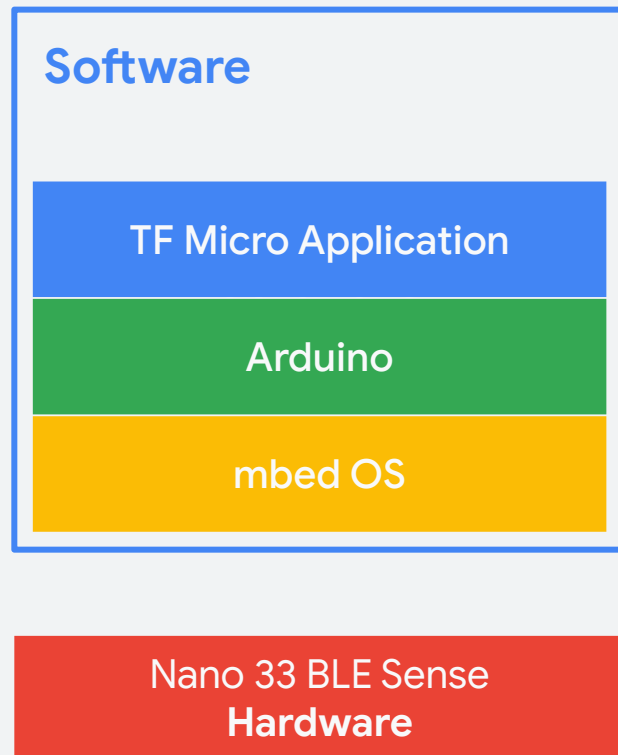 Software
TF Micro Application
Arduino
mbed OS
Nano 33 BLE Sense
Hardware